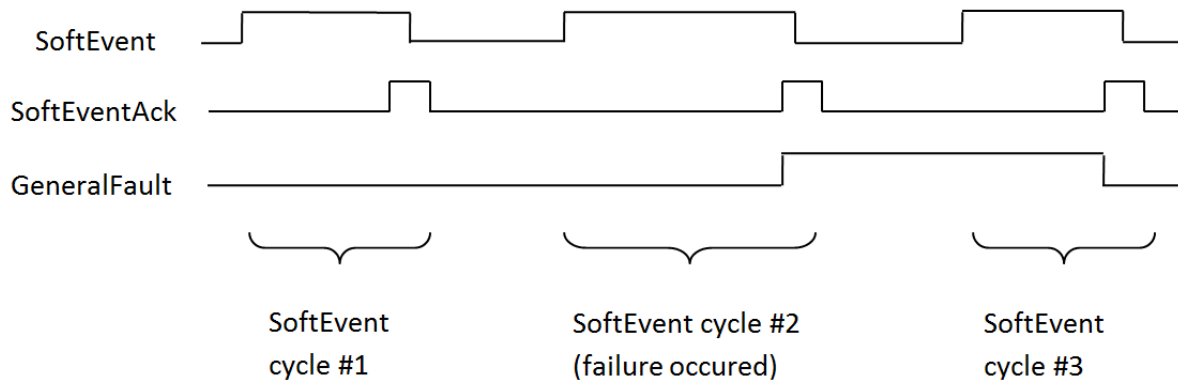 SoftEvent
SoftEventAck
GeneralFault
SoftEvent
cycle #1
SoftEvent cycle #2
(failure occured)
SoftEvent
cycle #3